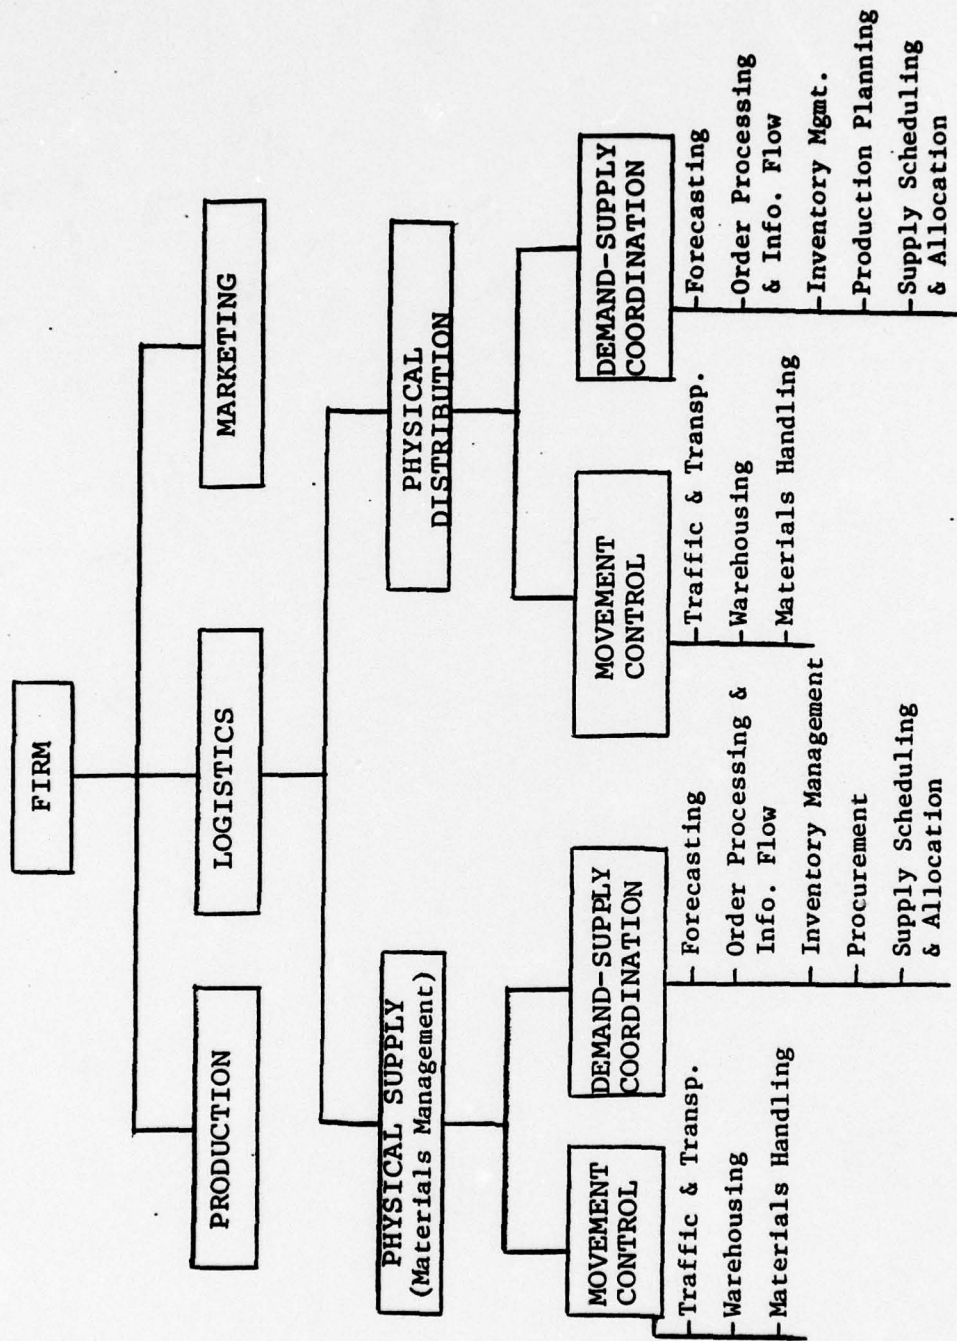 FIRM
PRODUCTION
LOGISTICS
MARKETING
PHYSICAL SUPPLY
(Materials Management)
PHYSICAL
DISTRIBUTION
MOVEMENT
CONTROL
Traffic & Transp.
Warehousing
Materials Handling
DEMAND-SUPPLY
COORDINATION
Forecasting
Order Processing &
Info. Flow
Inventory Management
Procurement
Supply Scheduling
& Allocation
MOVEMENT
CONTROL
Traffic & Transp.
Warehousing
Materials Handling
DEMAND-SUPPLY
COORDINATION
Forecasting
Order Processing
& Info. Flow
Inventory Mgmt.
Production Planning
Supply Scheduling
& Allocation